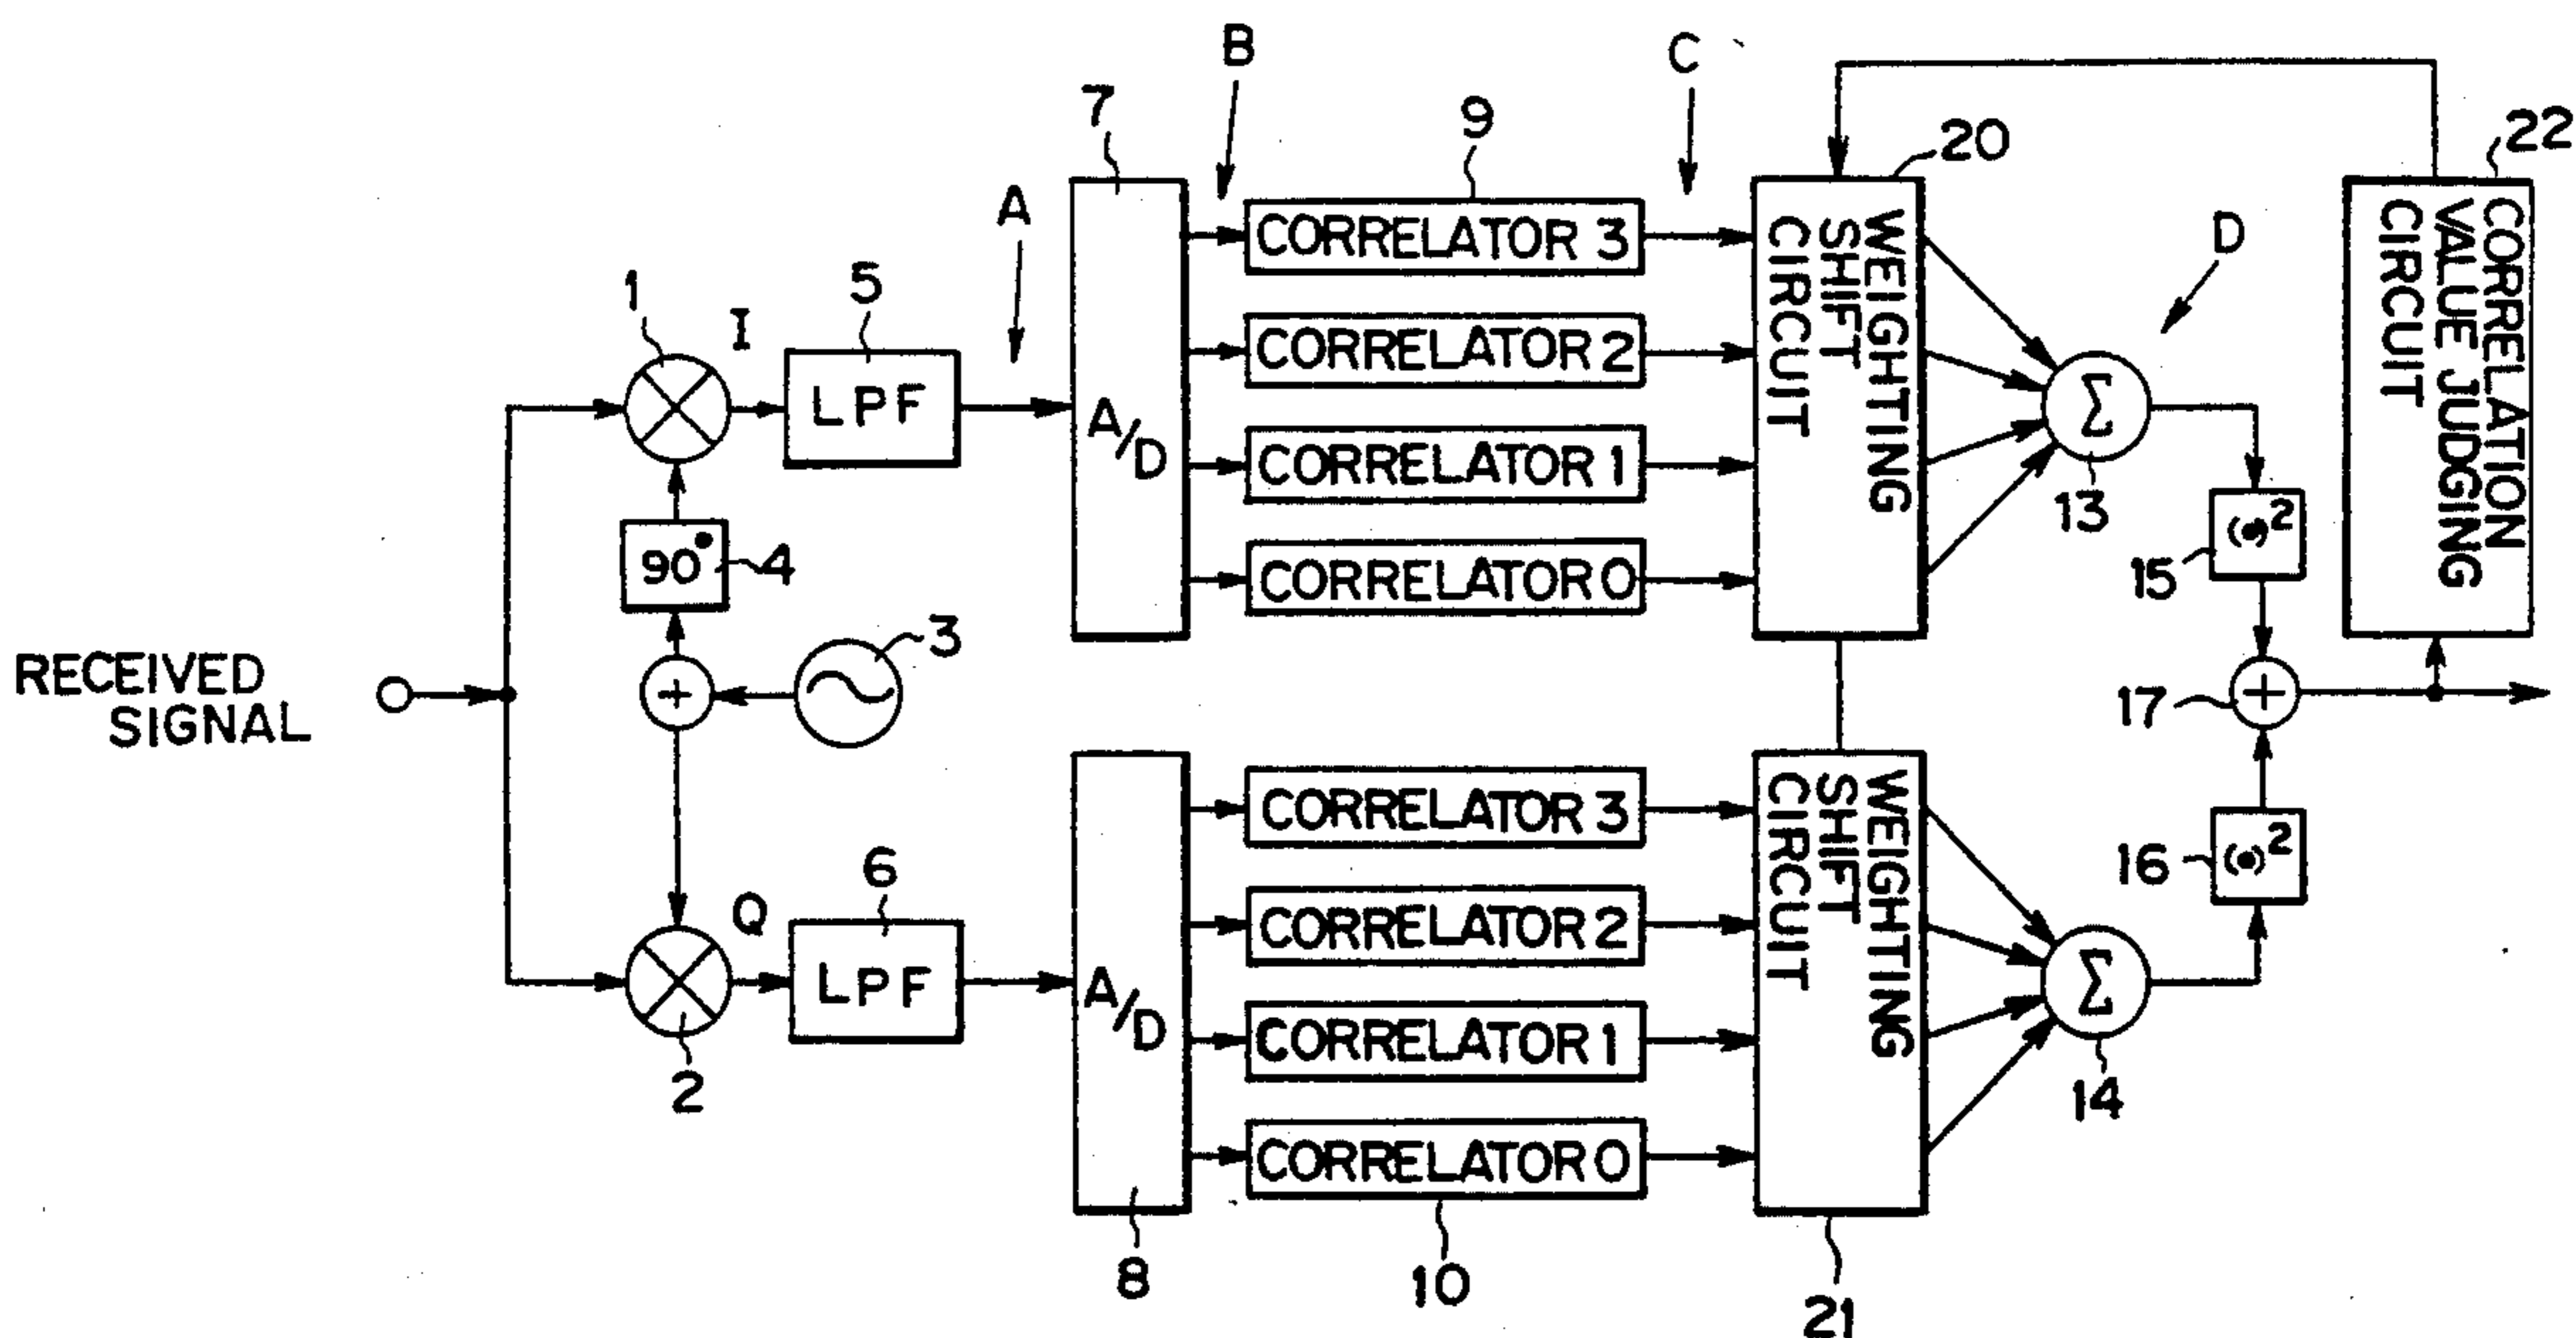 B
C
7
9
20
22
A
D
CORRELATOR 3
1
I
5
LPF
CORRELATOR 2
A/D
CORRELATOR 1
CORRELATOR 0
WEIGHTING
SHIFT
CIRCUIT
Σ
13
CORRELATION
VALUE JUDGING
CIRCUIT
90°
4
(•)²
15
3
RECEIVED
SIGNAL
+
17
+
CORRELATOR 3
CORRELATOR 2
CORRELATOR 1
CORRELATOR 0
WEIGHTING
SHIFT
CIRCUIT
16
(•)²
Q
6
LPF
A/D
Σ
2
14
8
10
21